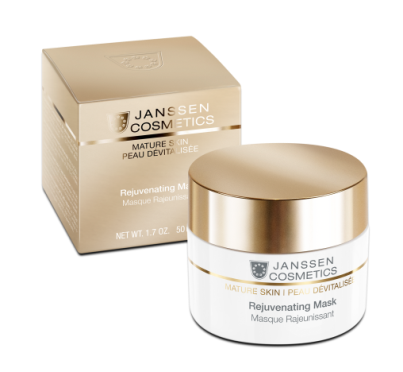 JANSSEN
COSMETICS
MATURE SKIN
PEAU DÉVITALISÉE
Rejuvenating
Masque
NET WT. 1.7 OZ.
JANSSEN
COSMETICS
MATURE SKIN | PEAU DÉVITALISÉE
Rejuvenating Mask
Masque Rajeunissant